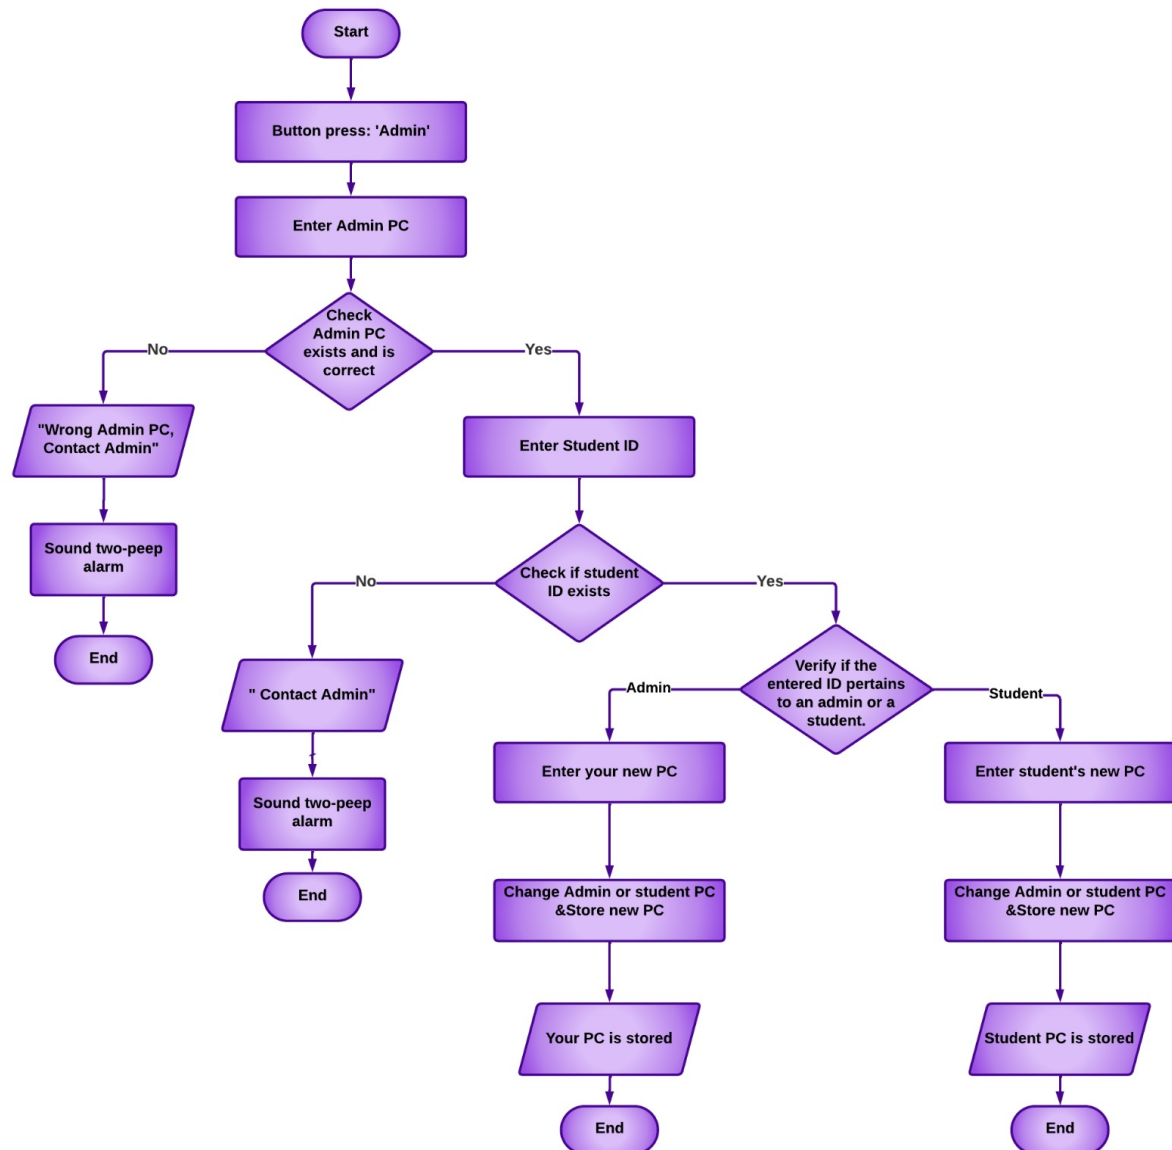 Start
Button press: 'Admin'
Enter Admin PC
Check
Admin PC
exists and is
correct
No
Yes
"Wrong Admin PC,
Contact Admin"
Enter Student ID
Sound two-peep
alarm
End
Check if student
ID exists
No
Yes
" Contact Admin"
Sound two-peep
alarm
End
Verify if the
entered ID pertains
to an admin or a
student.
Admin
Student
Enter your new PC
Enter student's new PC
Change Admin or student PC
&Store new PC
Change Admin or student PC
&Store new PC
Your PC is stored
Student PC is stored
End
End